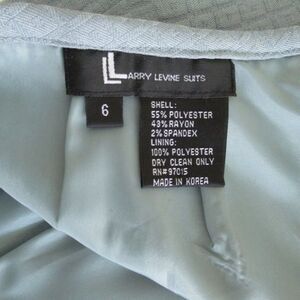 LARRY LEVINE SUITS
6
SHELL:
55% POLYESTER
43% RAYON
2% SPANDEX
LINING:
100% POLYESTER
DRY CLEAN ONLY
RN# 97015
MADE IN KOREA